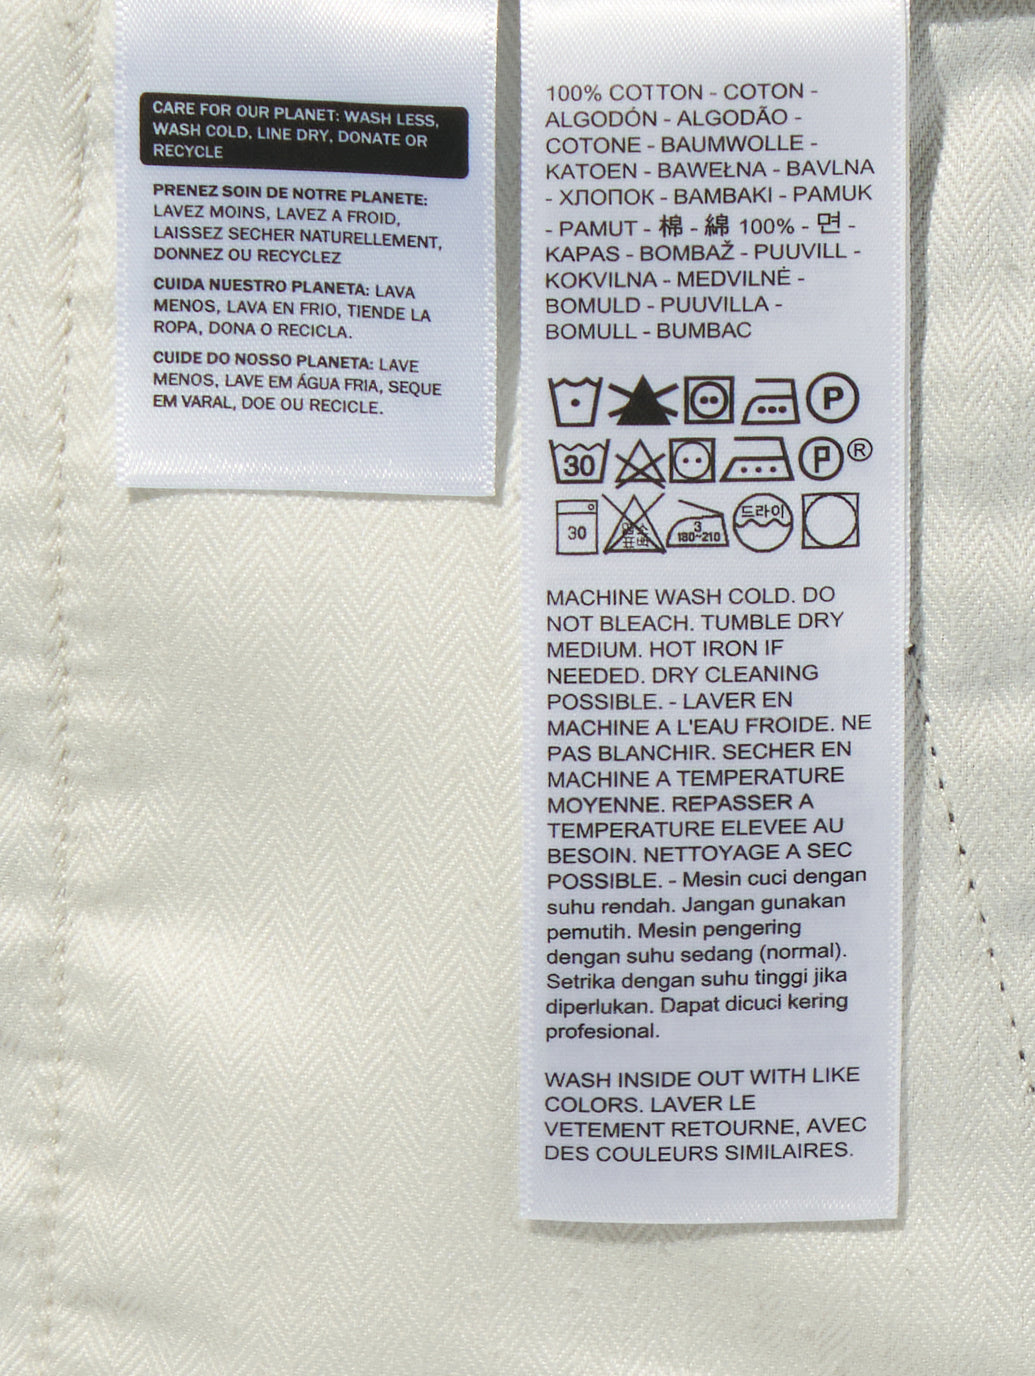 CARE FOR OUR PLANET: WASH LESS,
WASH COLD, LINE DRY, DONATE OR
RECYCLE
PRENEZ SOIN DE NOTRE PLANETE:
LAVEZ MOINS, LAVEZ A FROID,
LAISSEZ SECHER NATURELLEMENT,
DONNEZ OU RECYCLEZ
CUIDA NUESTRO PLANETA: LAVA
MENOS, LAVA EN FRIO, TIENDE LA
ROPA, DONA O RECICLA.
CUIDE DO NOSSO PLANETA: LAVE
MENOS, LAVE EM ÁGUA FRIA, SEQUE
EM VARAL, DOE OU RECICLE.
100% COTTON - COTON -
ALGODÓN - ALGODÃO -
COTONE - BAUMWOLLE -
KATOEN - BAWEŁNA - BAVLNA
- ХЛОПОК - BAMBAKI - PAMUK
- PAMUT - 棉 - 綿 100% - 면 -
KAPAS - BOMBAŽ - PUUVILL -
KOKVILNA - MEDVILNĖ -
BOMULD - PUUVILLA -
BOMULL - BUMBAC
P
30 P ®
30 3 180~210 드라이
MACHINE WASH COLD. DO
NOT BLEACH. TUMBLE DRY
MEDIUM. HOT IRON IF
NEEDED. DRY CLEANING
POSSIBLE. - LAVER EN
MACHINE A L'EAU FROIDE. NE
PAS BLANCHIR. SECHER EN
MACHINE A TEMPERATURE
MOYENNE. REPASSER A
TEMPERATURE ELEVEE AU
BESOIN. NETTOYAGE A SEC
POSSIBLE. - Mesin cuci dengan
suhu rendah. Jangan gunakan
pemutih. Mesin pengering
dengan suhu sedang (normal).
Setrika dengan suhu tinggi jika
diperlukan. Dapat dicuci kering
profesional.
WASH INSIDE OUT WITH LIKE
COLORS. LAVER LE
VETEMENT RETOURNE, AVEC
DES COULEURS SIMILAIRES.